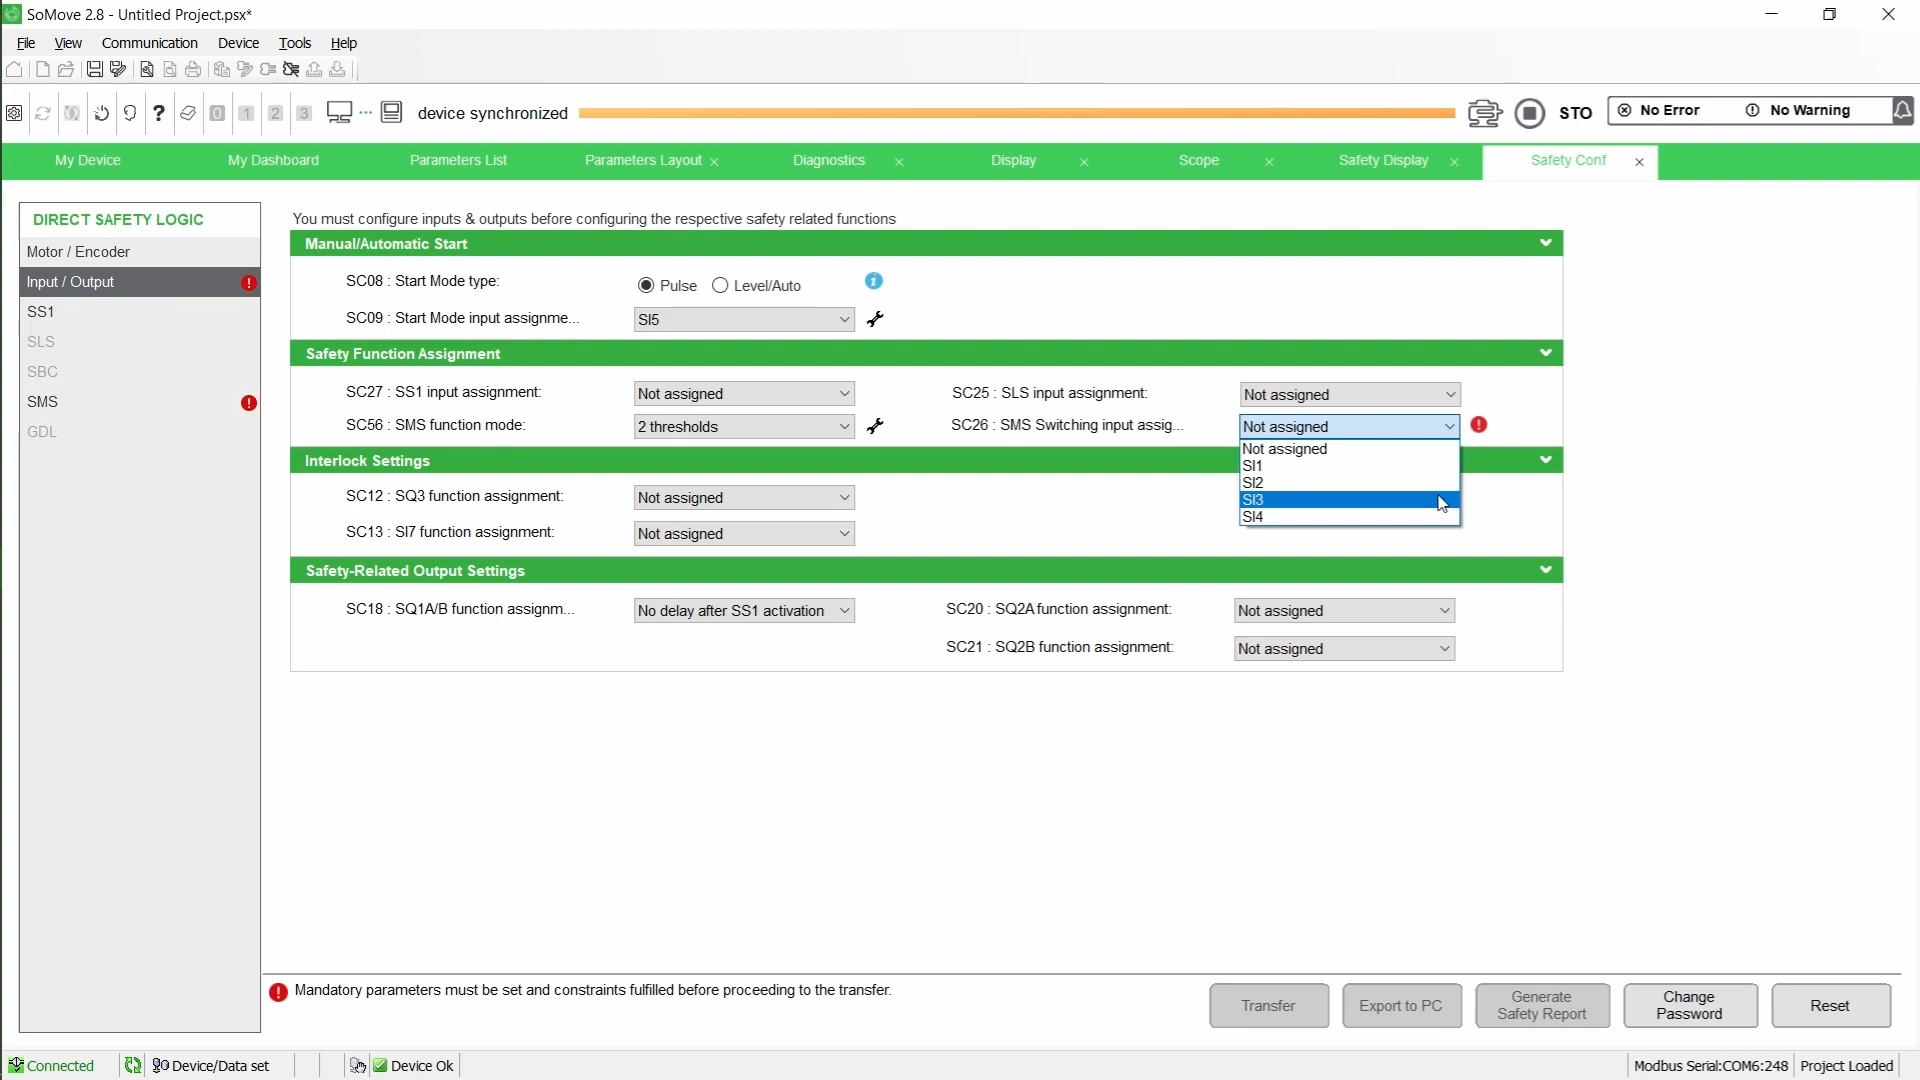 SoMove 2.8 - Untitled Project.psx*
File View Communication Device Tools Help
0 1 2 3 device synchronized STO No Error No Warning
My Device My Dashboard Parameters List Parameters Layout Diagnostics Display Scope Safety Display Safety Conf
DIRECT SAFETY LOGIC
Motor / Encoder
Input / Output
SS1
SLS
SBC
SMS
GDL
You must configure inputs & outputs before configuring the respective safety related functions
Manual/Automatic Start
SC08 : Start Mode type: Pulse Level/Auto
SC09 : Start Mode input assignme... SI5
Safety Function Assignment
SC27 : SS1 input assignment: Not assigned SC25 : SLS input assignment: Not assigned
SC56 : SMS function mode: 2 thresholds SC26 : SMS Switching input assig... Not assigned
Not assigned
SI1
SI2
SI3
SI4
Interlock Settings
SC12 : SQ3 function assignment: Not assigned
SC13 : SI7 function assignment: Not assigned
Safety-Related Output Settings
SC18 : SQ1A/B function assignm... No delay after SS1 activation SC20 : SQ2A function assignment: Not assigned
SC21 : SQ2B function assignment: Not assigned
Mandatory parameters must be set and constraints fulfilled before proceeding to the transfer.
Transfer
Export to PC
Generate
Safety Report
Change
Password
Reset
Connected Device/Data set Device Ok Modbus Serial:COM6:248 Project Loaded